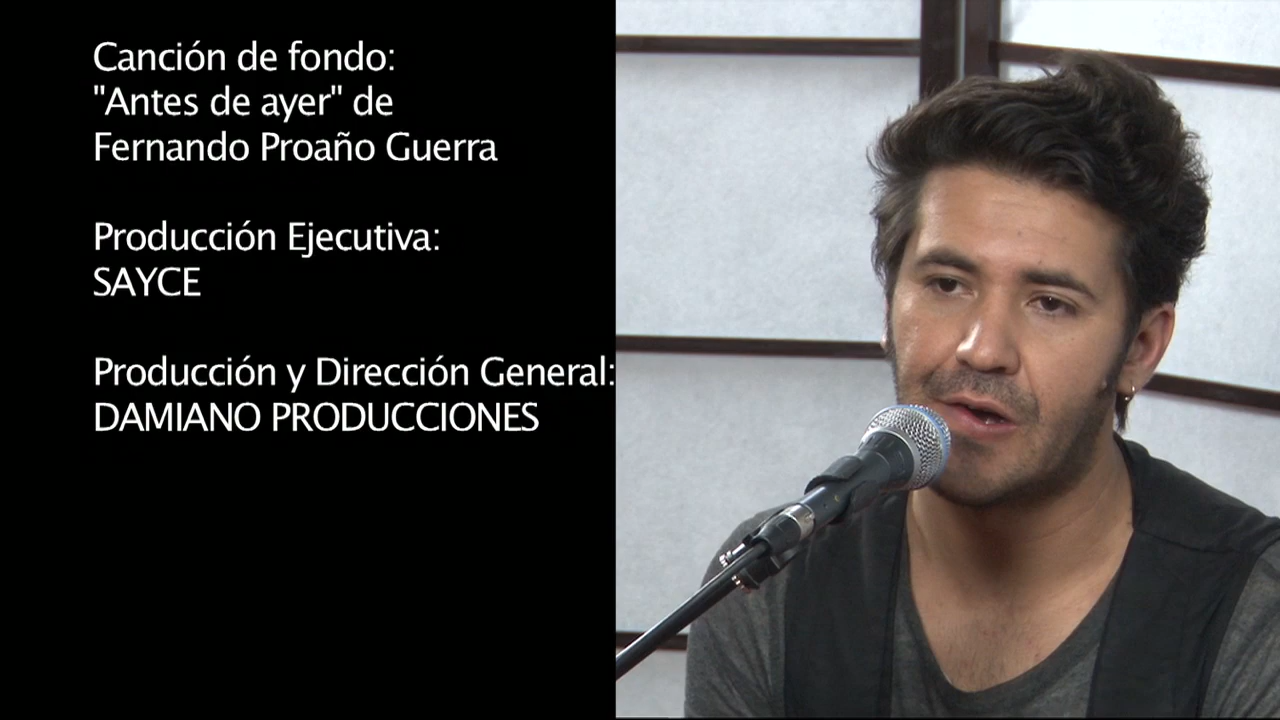 Canción de fondo:
"Antes de ayer" de
Fernando Proaño Guerra
Producción Ejecutiva:
SAYCE
Producción y Dirección General:
DAMIANO PRODUCCIONES